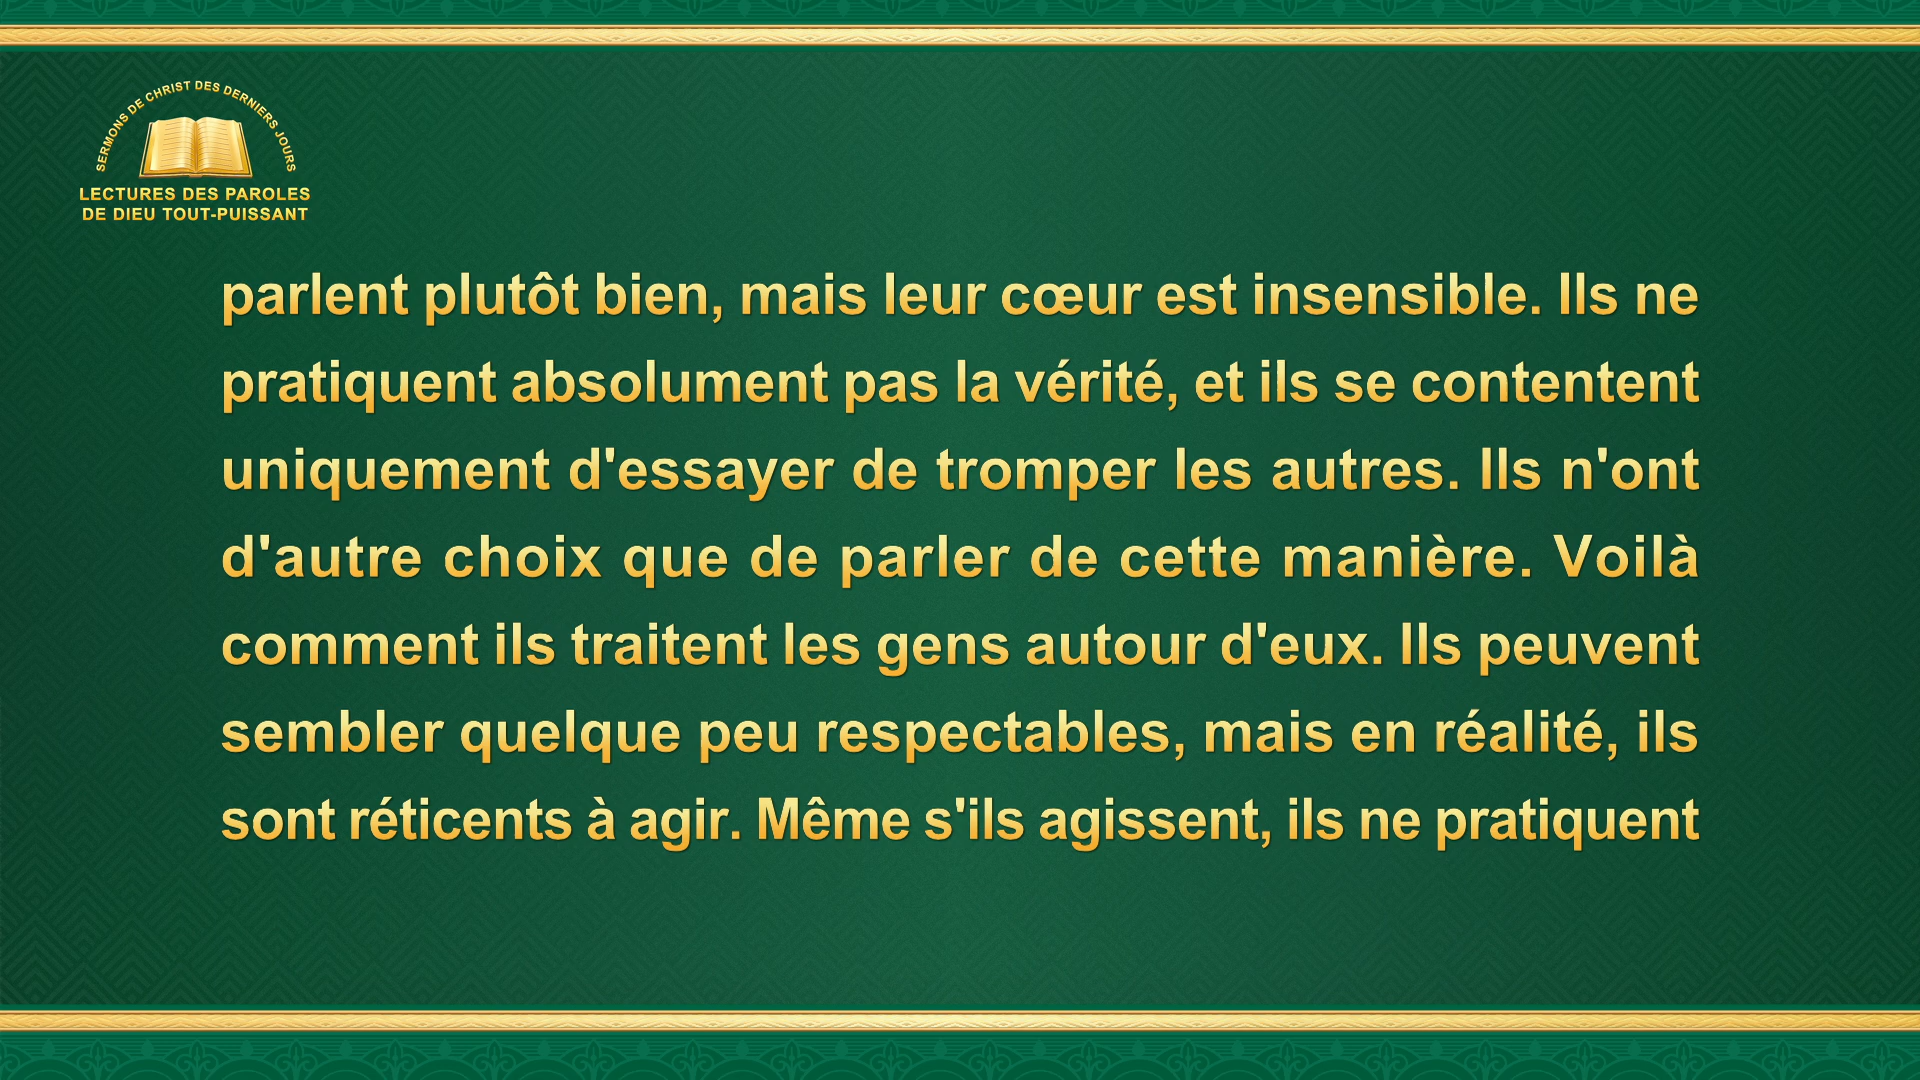 SERMONS DE CHRIST DES DERNIERS JOURS
LECTURES DES PAROLES
DE DIEU TOUT-PUISSANT
parlent plutôt bien, mais leur cœur est insensible. Ils ne
pratiquent absolument pas la vérité, et ils se contentent
uniquement d'essayer de tromper les autres. Ils n'ont
d'autre choix que de parler de cette manière. Voilà
comment ils traitent les gens autour d'eux. Ils peuvent
sembler quelque peu respectables, mais en réalité, ils
sont réticents à agir. Même s'ils agissent, ils ne pratiquent